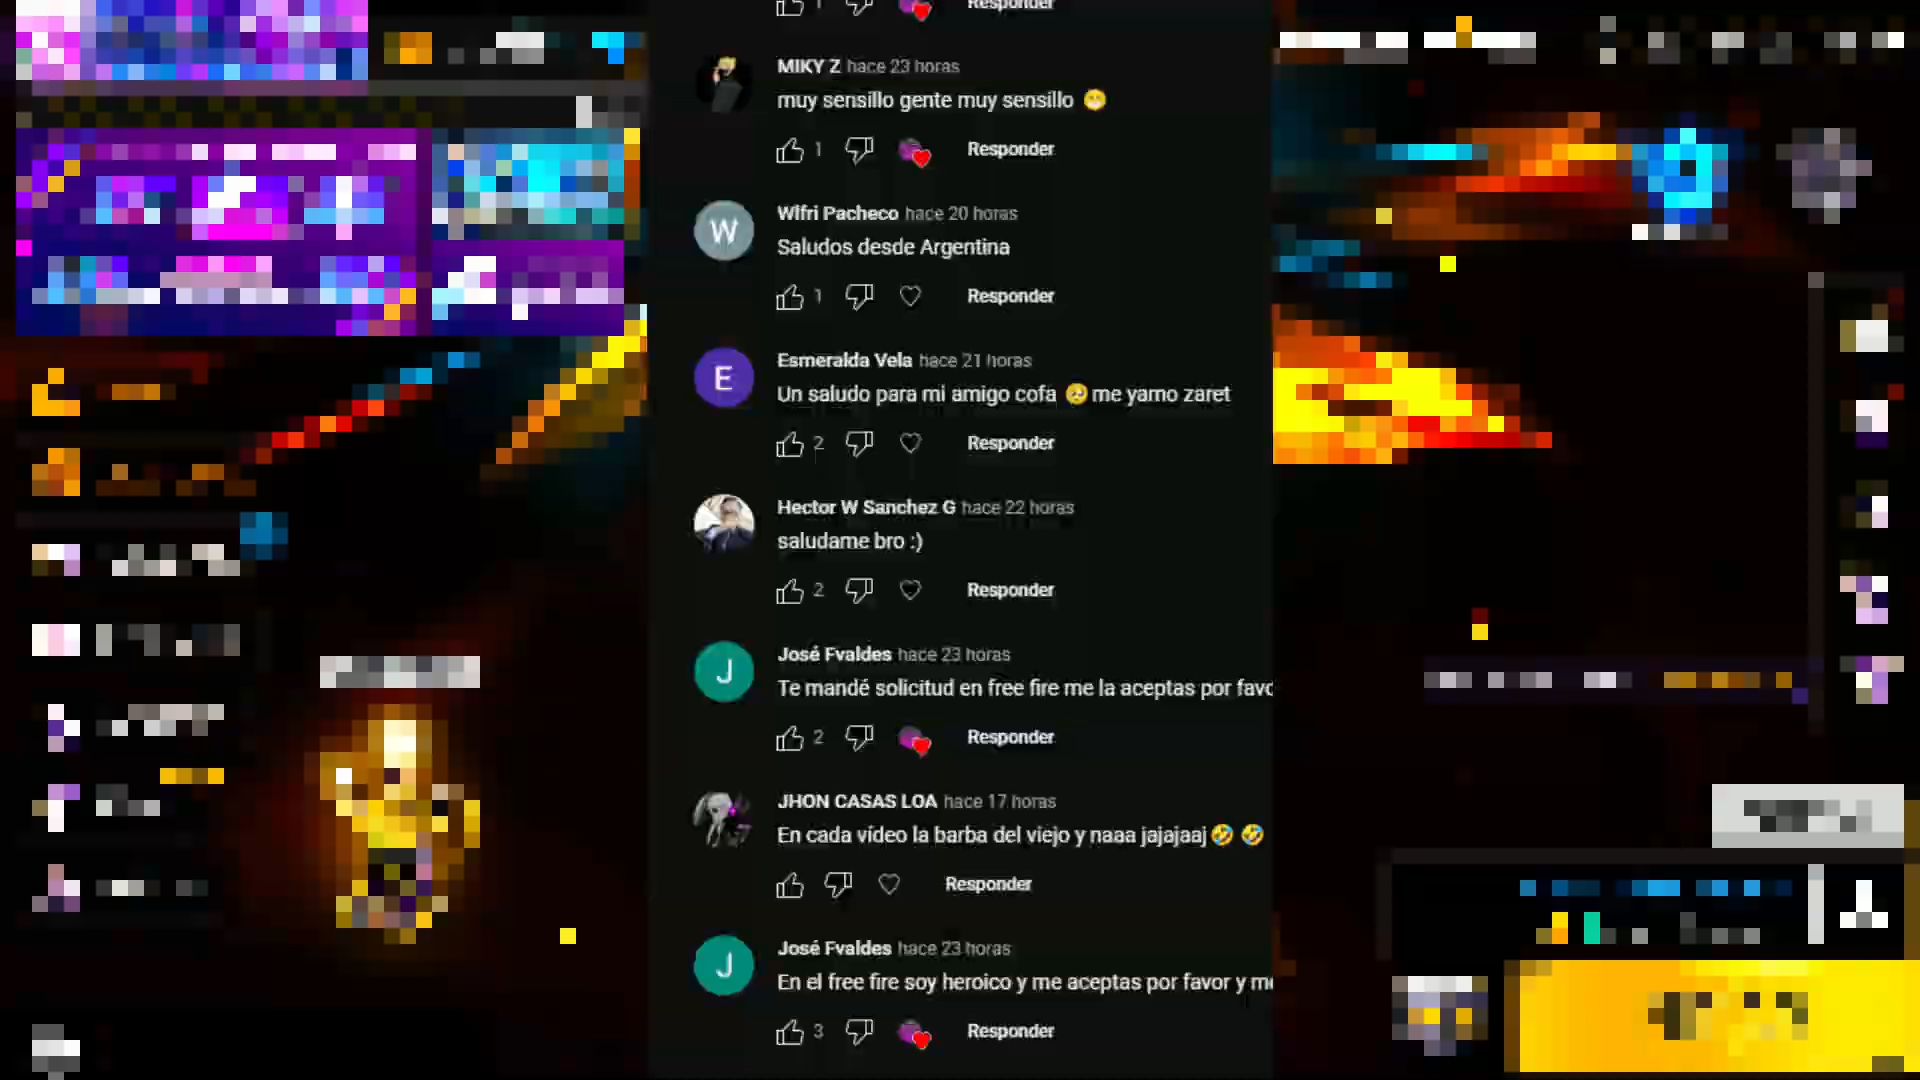 1 Responder
MIKY Z hace 23 horas
muy sensillo gente muy sensillo 😁
1 Responder
Wlfri Pacheco hace 20 horas
W
Saludos desde Argentina
1 Responder
Esmeralda Vela hace 21 horas
E
Un saludo para mi amigo cofa 🥺 me yamo zaret
2 Responder
Hector W Sanchez G hace 22 horas
saludame bro :)
2 Responder
José Fvaldes hace 23 horas
J
Te mandé solicitud en free fire me la aceptas por favo
2 Responder
JHON CASAS LOA hace 17 horas
En cada vídeo la barba del viejo y naaa jajajaaj 🤣 🤣
Responder
José Fvaldes hace 23 horas
J
En el free fire soy heroico y me aceptas por favor y me
3 Responder